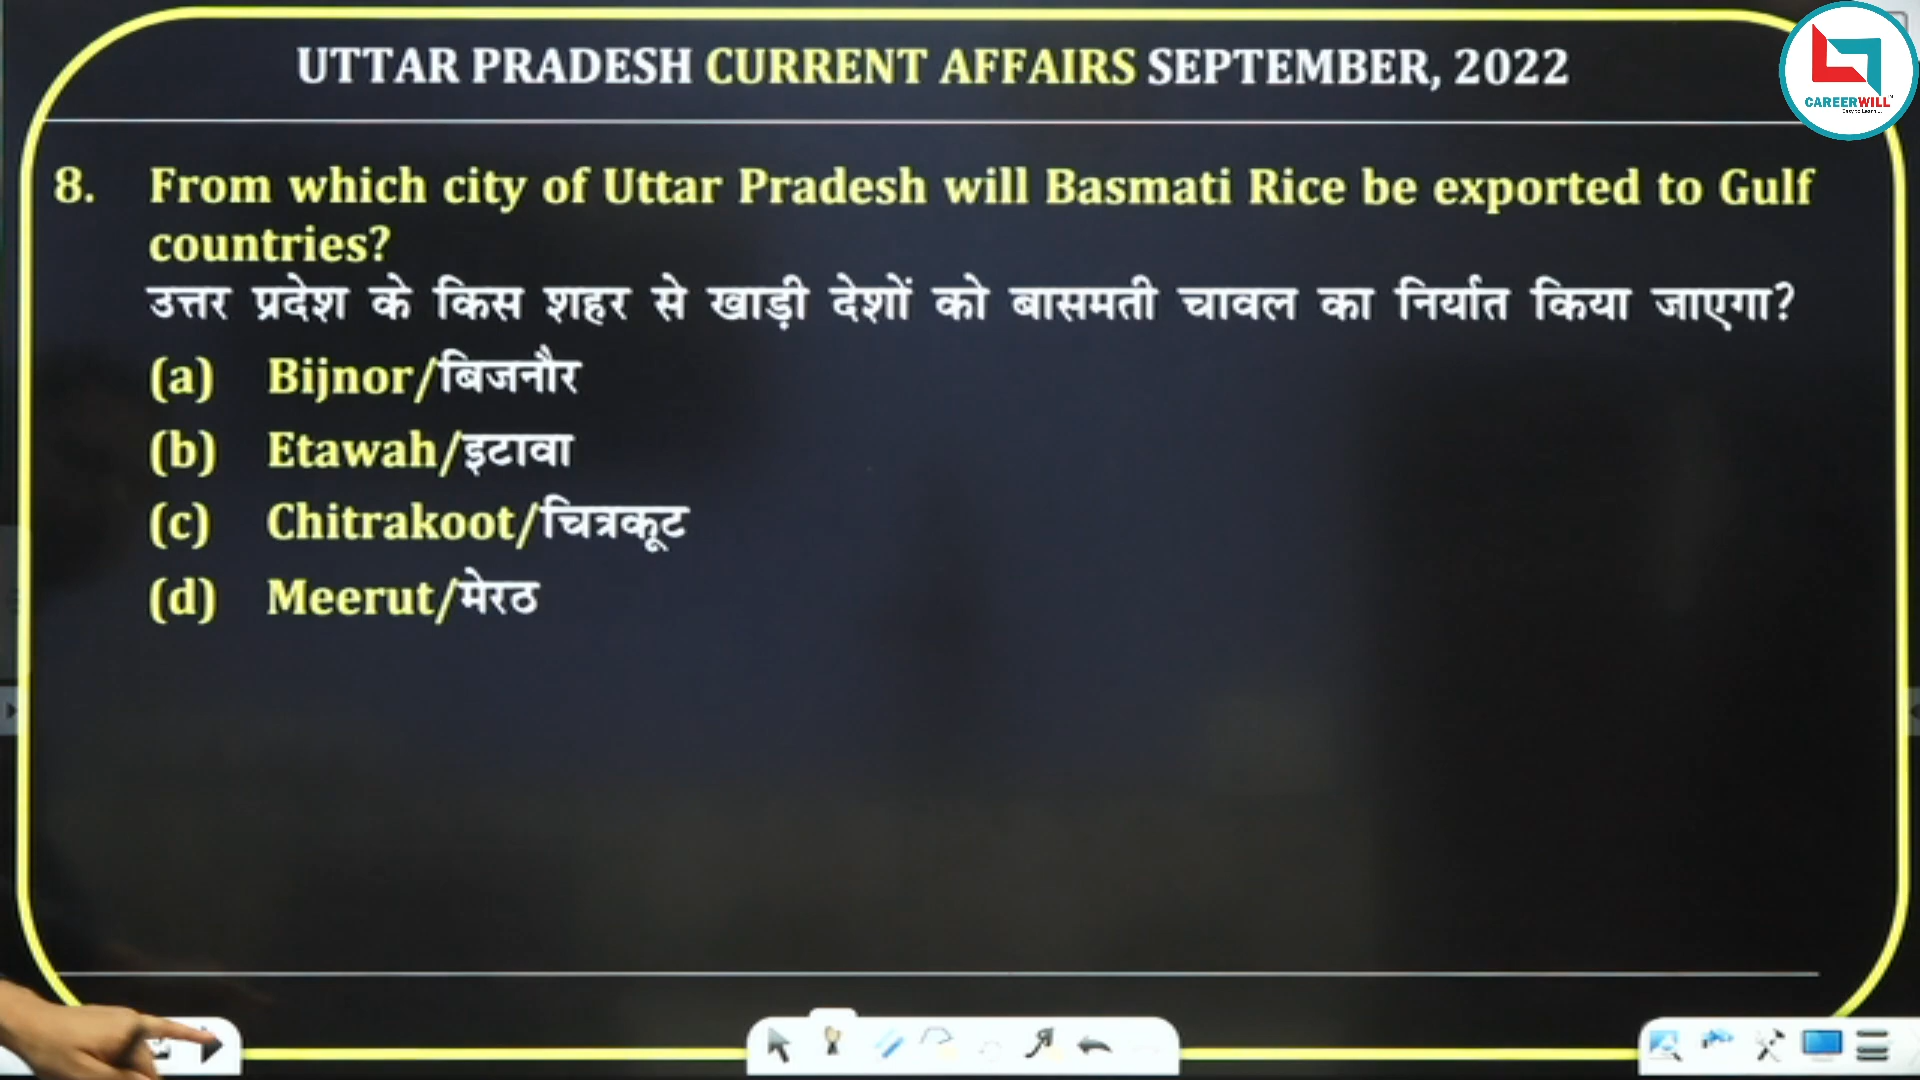 UTTAR PRADESH CURRENT AFFAIRS SEPTEMBER, 2022
CAREERWILL
8. From which city of Uttar Pradesh will Basmati Rice be exported to Gulf
countries?
उत्तर प्रदेश के किस शहर से खाड़ी देशों को बासमती चावल का निर्यात किया जाएगा?
(a) Bijnor/बिजनौर
(b) Etawah/इटावा
(c) Chitrakoot/चित्रकूट
(d) Meerut/मेरठ